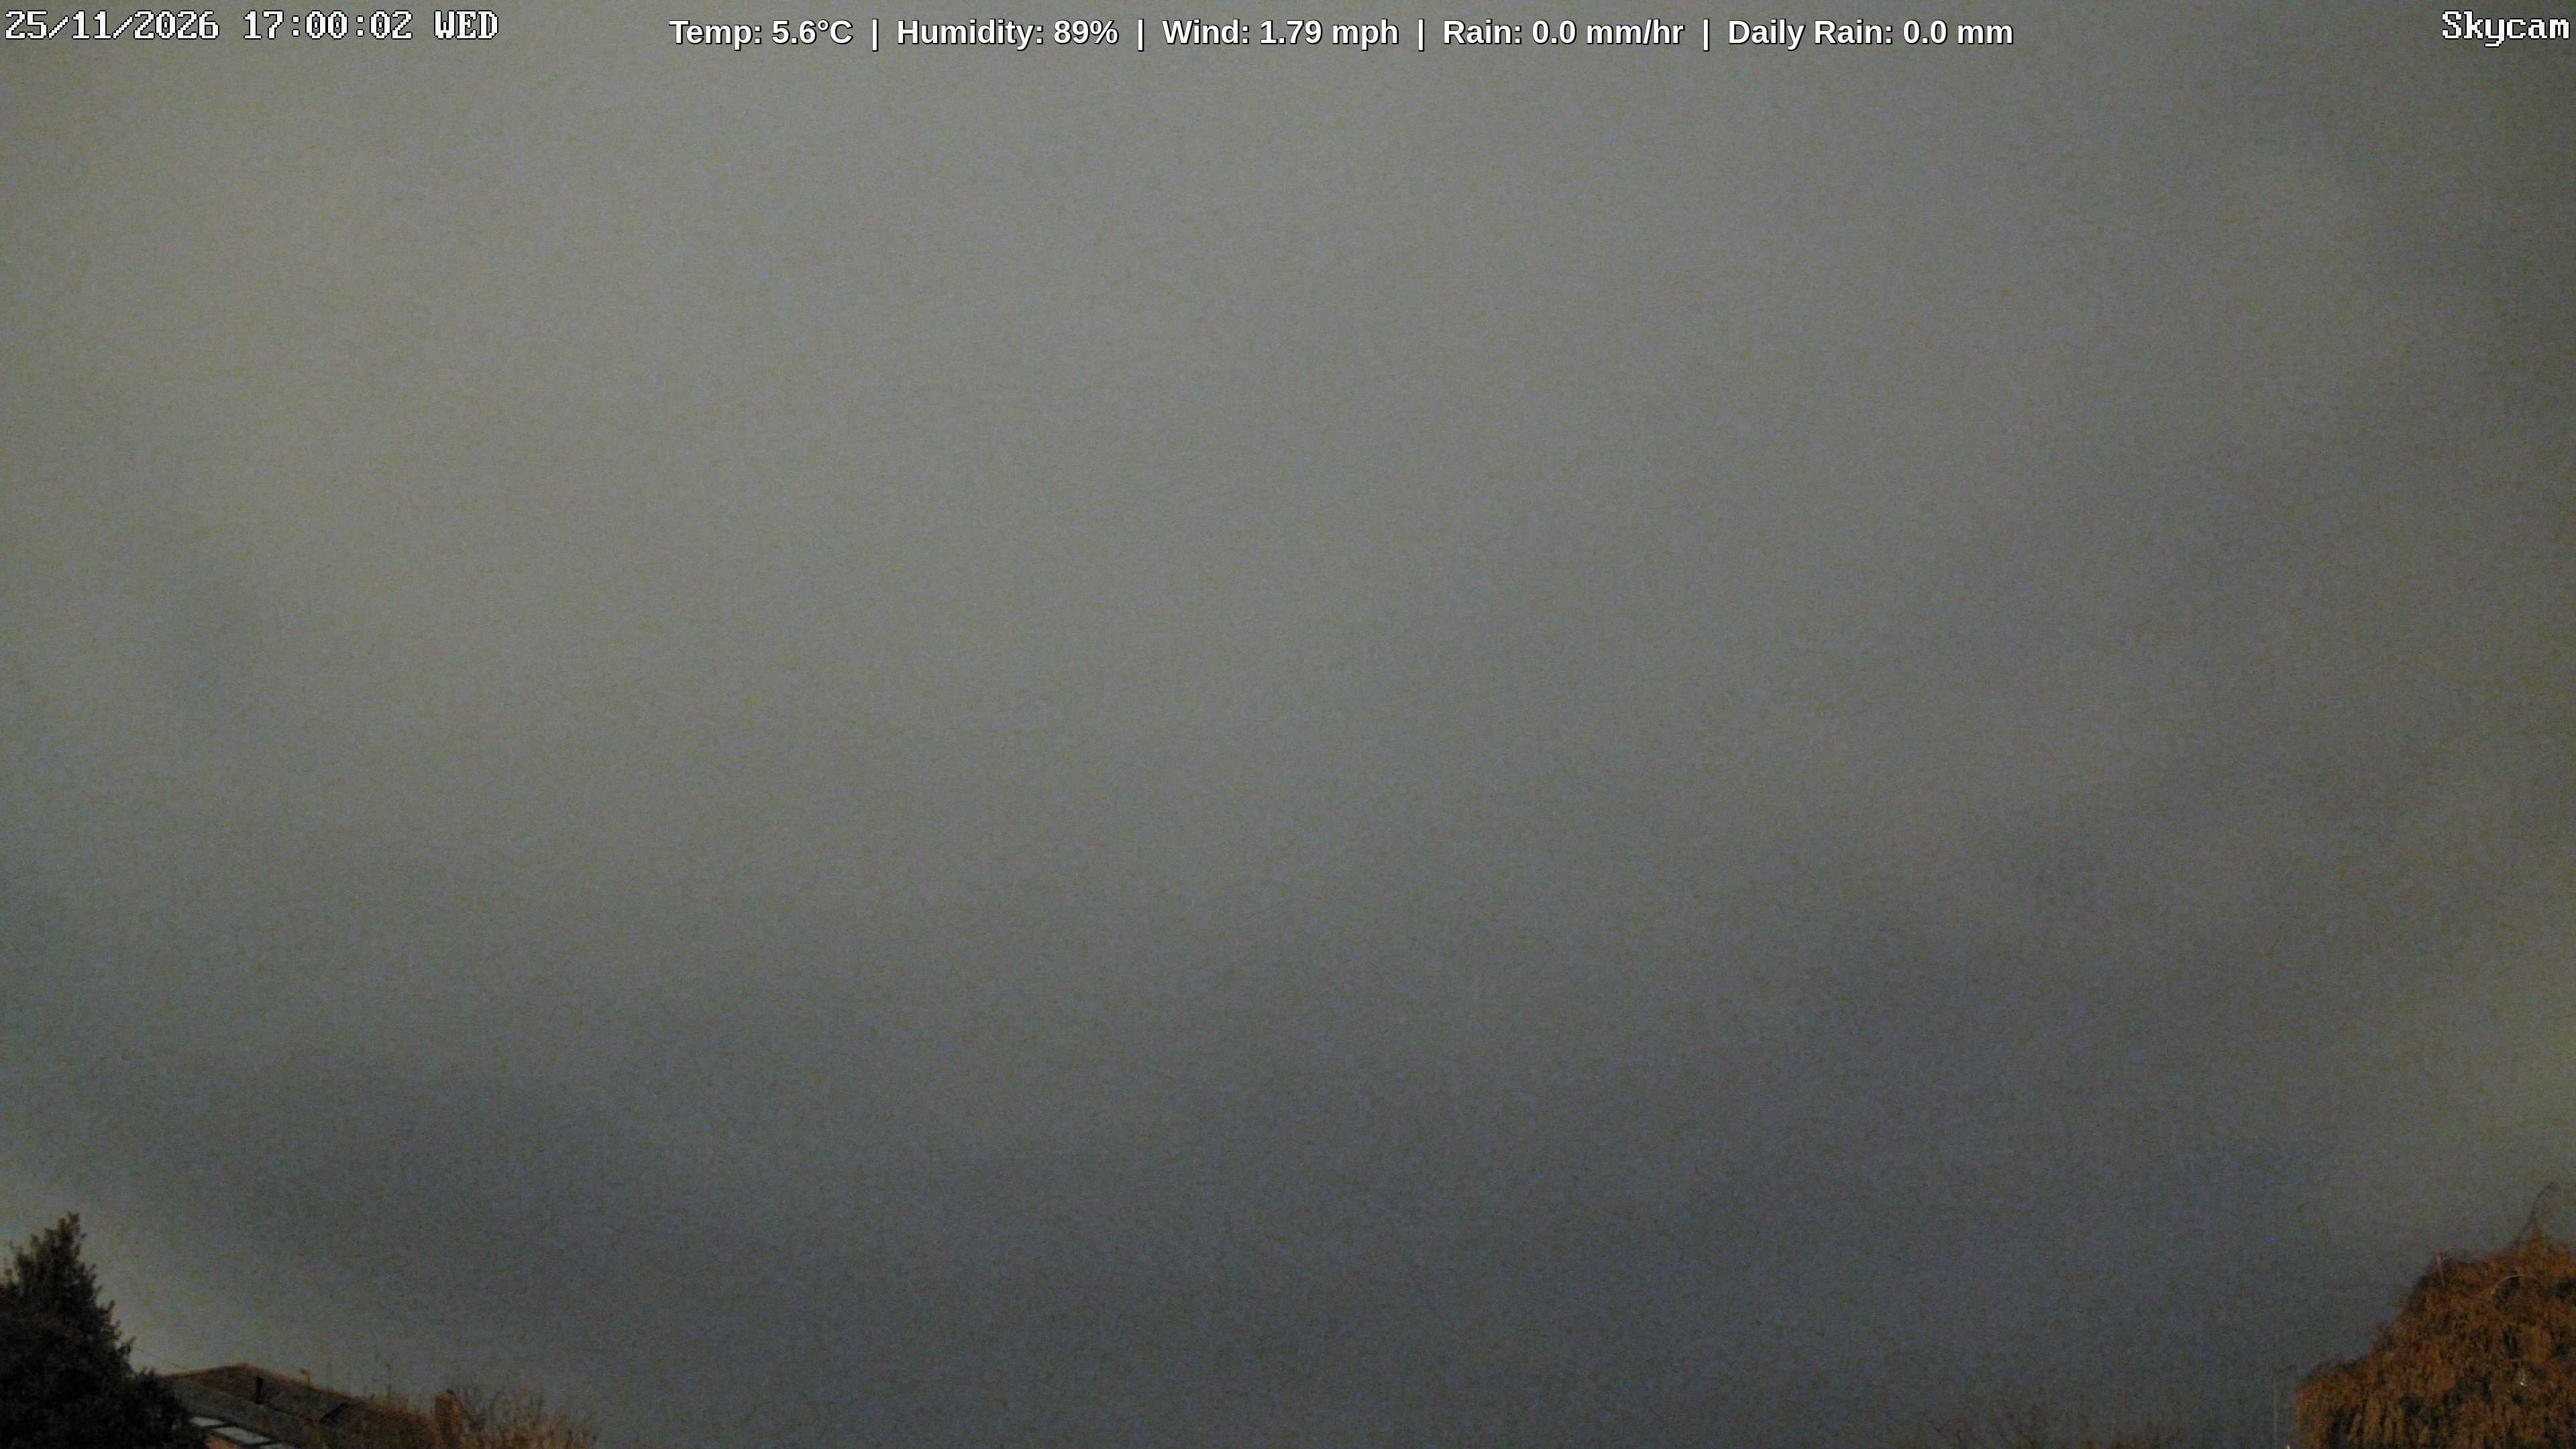 25/11/2026 17:00:02 WED
Temp: 5.6°C | Humidity: 89% | Wind: 1.79 mph | Rain: 0.0 mm/hr | Daily Rain: 0.0 mm
Skycam